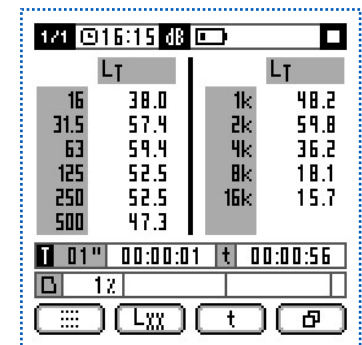 1/1 16:15 dB
LT LT
16 38.0 1k 48.2
31.5 57.4 2k 59.8
63 59.4 4k 36.2
125 52.5 8k 18.1
250 52.5 16k 15.7
500 47.3
T 01" 00:00:01 t 00:00:56
1%
Lxx t